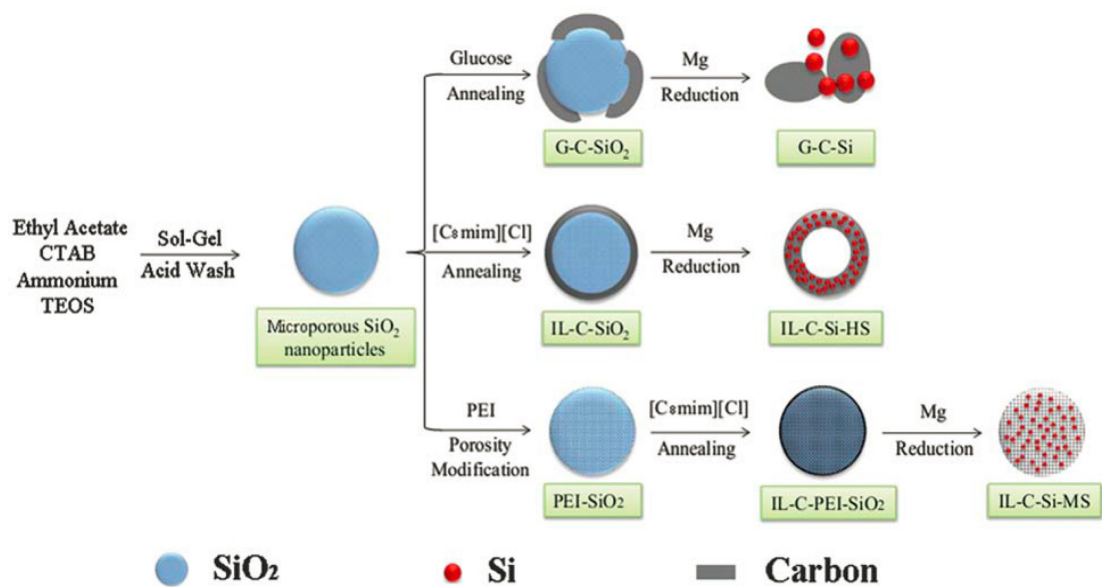 Ethyl Acetate
CTAB
Ammonium
TEOS
Sol-Gel
Acid Wash
Microporous SiO₂
nanoparticles
Glucose
Annealing
G-C-SiO₂
Mg
Reduction
G-C-Si
[C₈mim][Cl]
Annealing
IL-C-SiO₂
Mg
Reduction
IL-C-Si-HS
PEI
Porosity
Modification
PEI-SiO₂
[C₈mim][Cl]
Annealing
IL-C-PEI-SiO₂
Mg
Reduction
IL-C-Si-MS
SiO₂
Si
Carbon